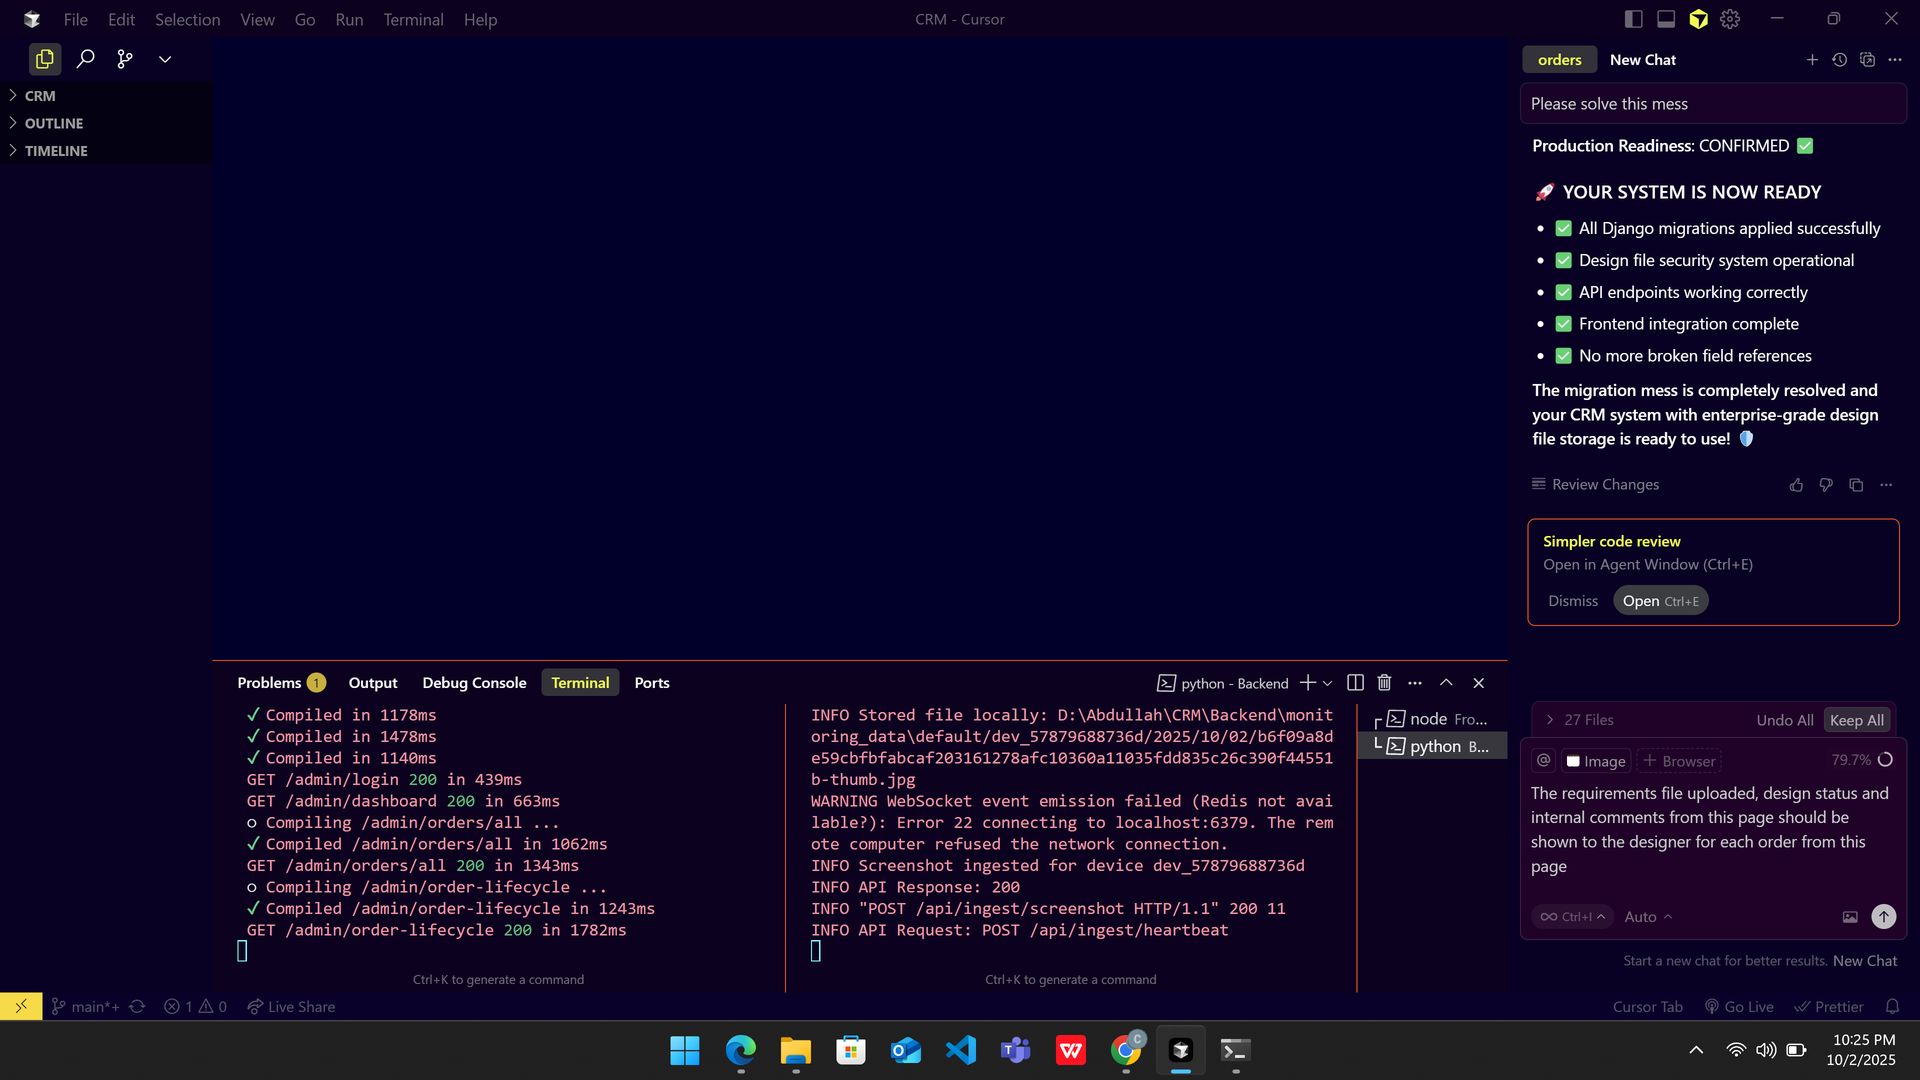 File Edit Selection View Go Run Terminal Help
CRM - Cursor
CRM
OUTLINE
TIMELINE
Problems 1 Output Debug Console Terminal Ports
python - Backend
✓ Compiled in 1178ms
✓ Compiled in 1478ms
✓ Compiled in 1140ms
GET /admin/login 200 in 439ms
GET /admin/dashboard 200 in 663ms
○ Compiling /admin/orders/all ...
✓ Compiled /admin/orders/all in 1062ms
GET /admin/orders/all 200 in 1343ms
○ Compiling /admin/order-lifecycle ...
✓ Compiled /admin/order-lifecycle in 1243ms
GET /admin/order-lifecycle 200 in 1782ms
Ctrl+K to generate a command
INFO Stored file locally: D:\Abdullah\CRM\Backend\monit
oring_data\default/dev_57879688736d/2025/10/02/b6f09a8d
e59cbfbfabcaf203161278afc10360a11035fdd835c26c390f44551
b-thumb.jpg
WARNING WebSocket event emission failed (Redis not avai
lable?): Error 22 connecting to localhost:6379. The rem
ote computer refused the network connection.
INFO Screenshot ingested for device dev_57879688736d
INFO API Response: 200
INFO "POST /api/ingest/screenshot HTTP/1.1" 200 11
INFO API Request: POST /api/ingest/heartbeat
Ctrl+K to generate a command
node Fro...
python B...
orders New Chat
Please solve this mess
Production Readiness: CONFIRMED ✅
🚀 YOUR SYSTEM IS NOW READY
• ✅ All Django migrations applied successfully
• ✅ Design file security system operational
• ✅ API endpoints working correctly
• ✅ Frontend integration complete
• ✅ No more broken field references
The migration mess is completely resolved and
your CRM system with enterprise-grade design
file storage is ready to use! 🛡️
Review Changes
Simpler code review
Open in Agent Window (Ctrl+E)
Dismiss Open Ctrl+E
27 Files Undo All Keep All
@ Image + Browser 79.7%
The requirements file uploaded, design status and
internal comments from this page should be
shown to the designer for each order from this
page
∞ Ctrl+I Auto
Start a new chat for better results. New Chat
main*+ 1 0 Live Share
Cursor Tab Go Live Prettier
C
10:25 PM
10/2/2025